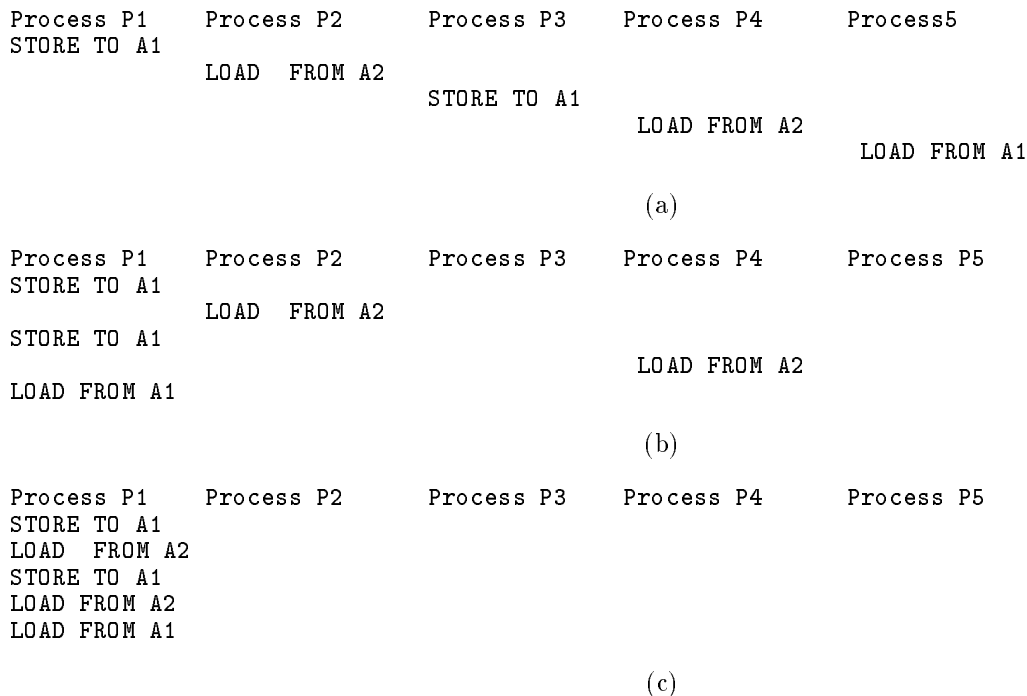 Process P1 Process P2 Process P3 Process P4 Process5
STORE TO A1
LOAD FROM A2
STORE TO A1
LOAD FROM A2
LOAD FROM A1
(a)
Process P1 Process P2 Process P3 Process P4 Process P5
STORE TO A1
LOAD FROM A2
STORE TO A1
LOAD FROM A2
LOAD FROM A1
(b)
Process P1 Process P2 Process P3 Process P4 Process P5
STORE TO A1
LOAD FROM A2
STORE TO A1
LOAD FROM A2
LOAD FROM A1
(c)